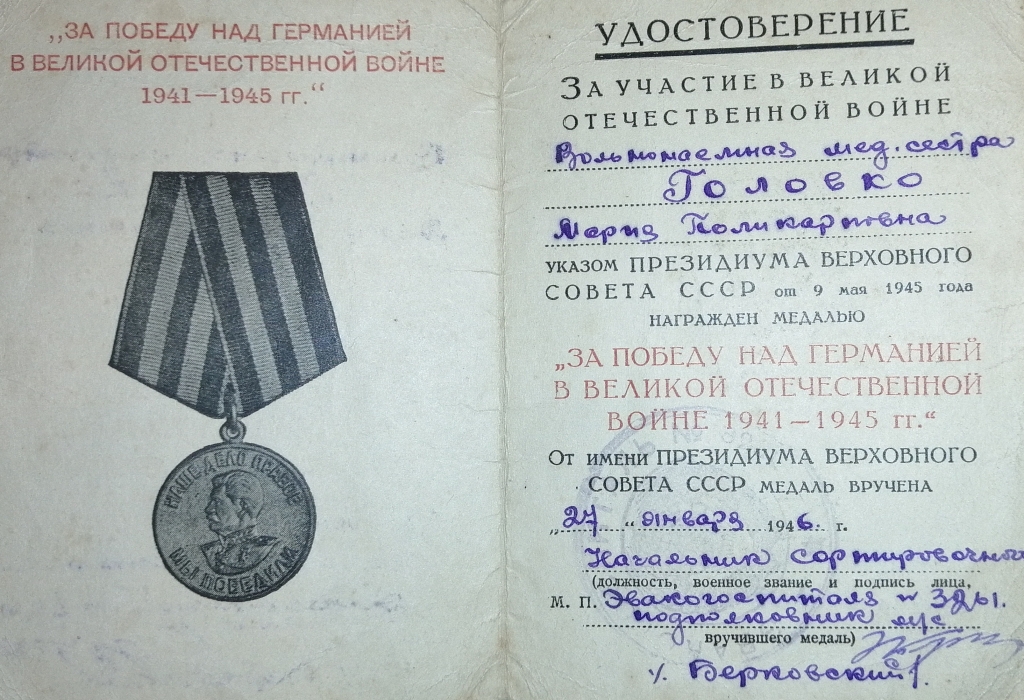 „ЗА ПОБЕДУ НАД ГЕРМАНИЕЙ
В ВЕЛИКОЙ ОТЕЧЕСТВЕННОЙ ВОЙНЕ
1941—1945 гг.“
НАШЕ ДЕЛО ПРАВОЕ
МЫ ПОБЕДИЛИ
УДОСТОВЕРЕНИЕ
ЗА УЧАСТИЕ В ВЕЛИКОЙ
ОТЕЧЕСТВЕННОЙ ВОЙНЕ
Вольнонаемная мед. сестра
Головко
Мария Поликарповна
УКАЗОМ ПРЕЗИДИУМА ВЕРХОВНОГО
СОВЕТА СССР от 9 мая 1945 года
НАГРАЖДЕН МЕДАЛЬЮ
„ЗА ПОБЕДУ НАД ГЕРМАНИЕЙ
В ВЕЛИКОЙ ОТЕЧЕСТВЕННОЙ
ВОЙНЕ 1941—1945 гг.“
ОТ ИМЕНИ ПРЕЗИДИУМА ВЕРХОВНОГО
СОВЕТА СССР МЕДАЛЬ ВРУЧЕНА
„27“ января 1946 г.
Начальник сортировочного
(должность, военное звание и подпись лица,
М. П. Эвакогоспиталя №
подполковник м/с
вручившего медаль)
Берковский